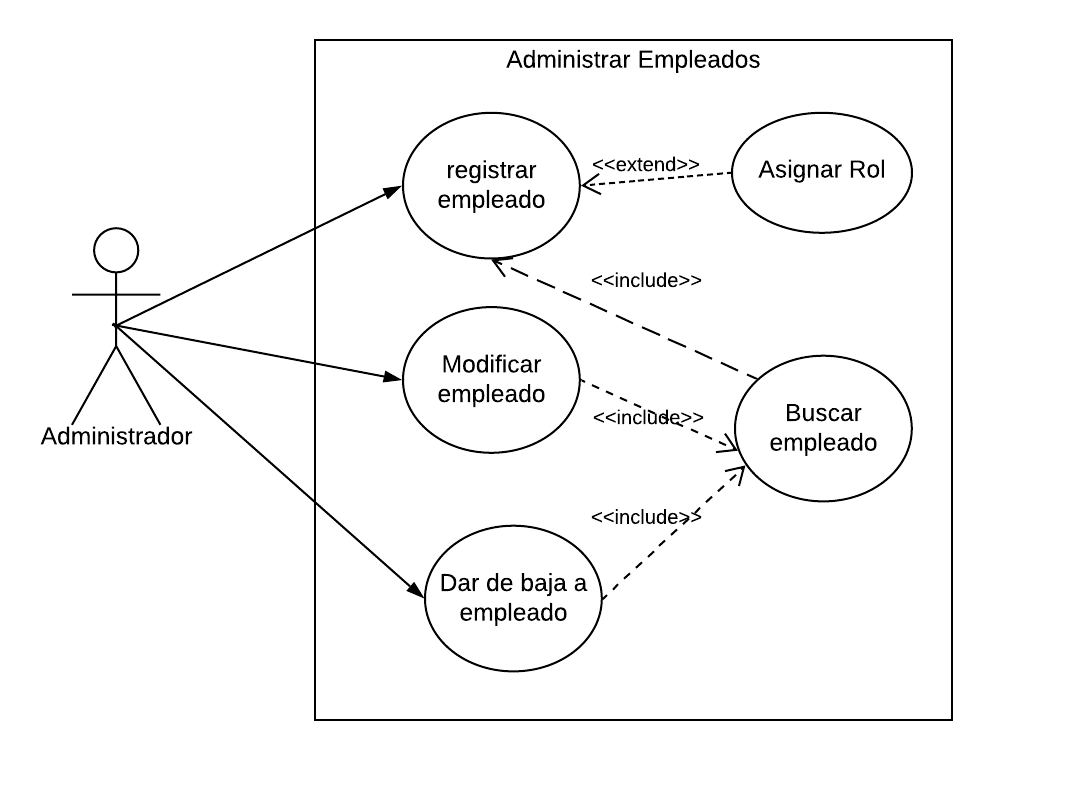 Administrar Empleados
registrar
empleado
<<extend>>
Asignar Rol
<<include>>
Modificar
empleado
<<include>>
Buscar
empleado
Administrador
<<include>>
Dar de baja a
empleado